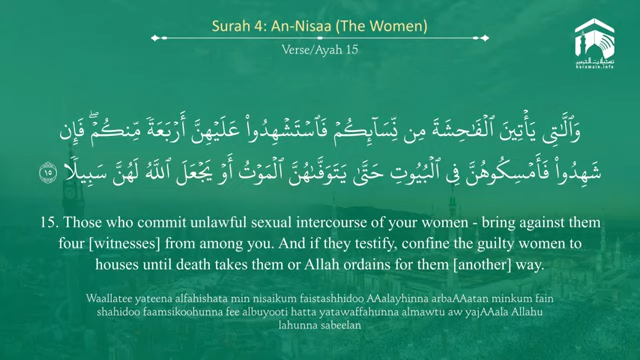 Surah 4: An-Nisaa (The Women)
Verse/Ayah 15
haramain.info
وَٱلَّٰتِى يَأْتِينَ ٱلْفَٰحِشَةَ مِن نِّسَآئِكُمْ فَٱسْتَشْهِدُوا۟ عَلَيْهِنَّ أَرْبَعَةً مِّنكُمْ ۖ فَإِن
شَهِدُوا۟ فَأَمْسِكُوهُنَّ فِى ٱلْبُيُوتِ حَتَّىٰ يَتَوَفَّىٰهُنَّ ٱلْمَوْتُ أَوْ يَجْعَلَ ٱللَّهُ لَهُنَّ سَبِيلًا ١٥
15. Those who commit unlawful sexual intercourse of your women - bring against them
four [witnesses] from among you. And if they testify, confine the guilty women to
houses until death takes them or Allah ordains for them [another] way.
Waallatee yateena alfahishata min nisaikum faistashhidoo AAalayhinna arbaAAatan minkum fain
shahidoo faamsikoohunna fee albuyooti hatta yatawaffahunna almawtu aw yajAAala Allahu
lahunna sabeelan